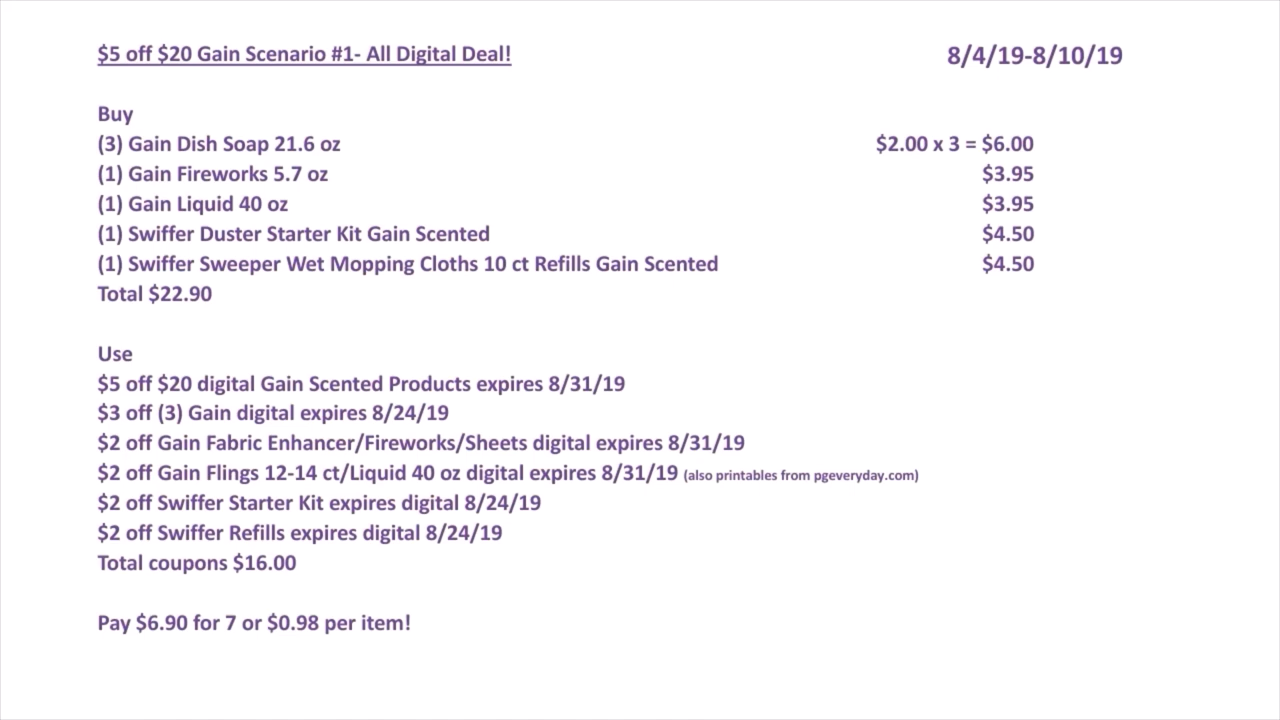 $5 off $20 Gain Scenario #1- All Digital Deal! 8/4/19-8/10/19
Buy
(3) Gain Dish Soap 21.6 oz $2.00 x 3 = $6.00
(1) Gain Fireworks 5.7 oz $3.95
(1) Gain Liquid 40 oz $3.95
(1) Swiffer Duster Starter Kit Gain Scented $4.50
(1) Swiffer Sweeper Wet Mopping Cloths 10 ct Refills Gain Scented $4.50
Total $22.90
Use
$5 off $20 digital Gain Scented Products expires 8/31/19
$3 off (3) Gain digital expires 8/24/19
$2 off Gain Fabric Enhancer/Fireworks/Sheets digital expires 8/31/19
$2 off Gain Flings 12-14 ct/Liquid 40 oz digital expires 8/31/19 (also printables from pgeveryday.com)
$2 off Swiffer Starter Kit expires digital 8/24/19
$2 off Swiffer Refills expires digital 8/24/19
Total coupons $16.00
Pay $6.90 for 7 or $0.98 per item!